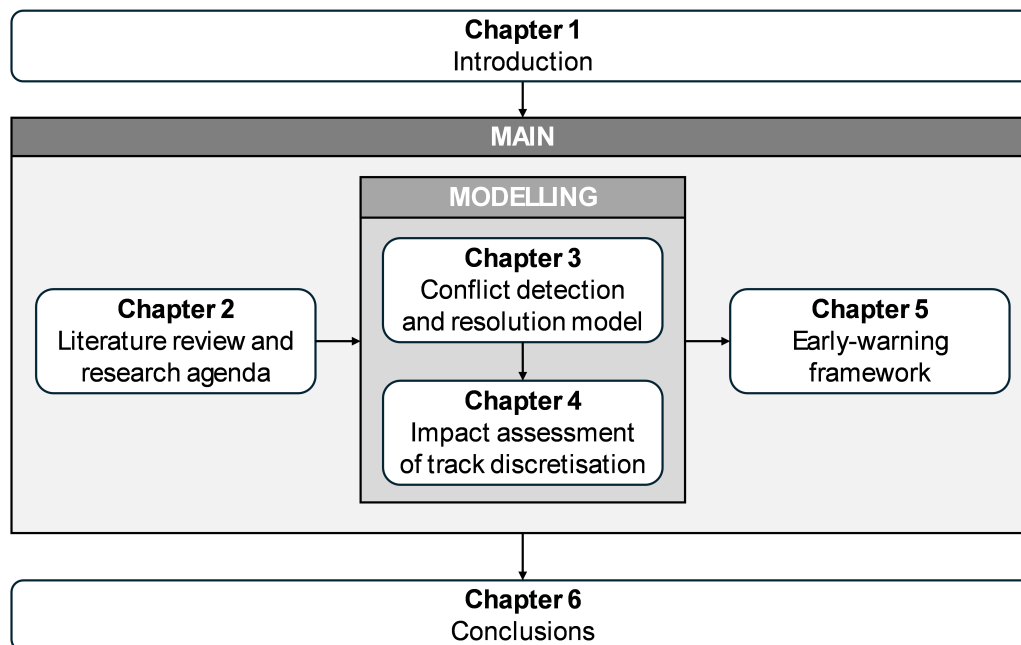 Chapter 1
Introduction
MAIN
MODELLING
Chapter 2
Literature review and
research agenda
Chapter 3
Conflict detection
and resolution model
Chapter 4
Impact assessment
of track discretisation
Chapter 5
Early-warning
framework
Chapter 6
Conclusions